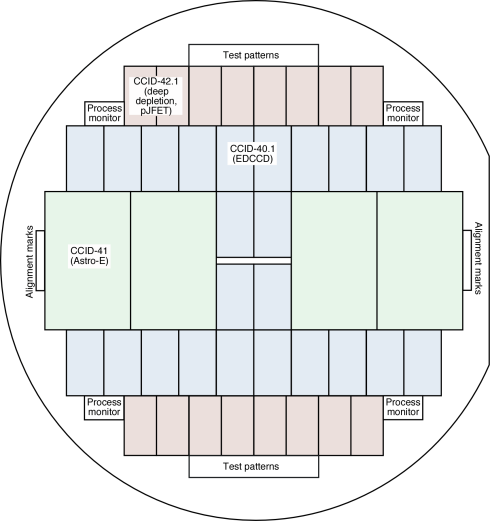 Test patterns
CCID-42.1
(deep
depletion,
pJFET)
Process
monitor
Process
monitor
CCID-40.1
(EDCCD)
Alignment marks
CCID-41
(Astro-E)
Alignment marks
Process
monitor
Process
monitor
Test patterns